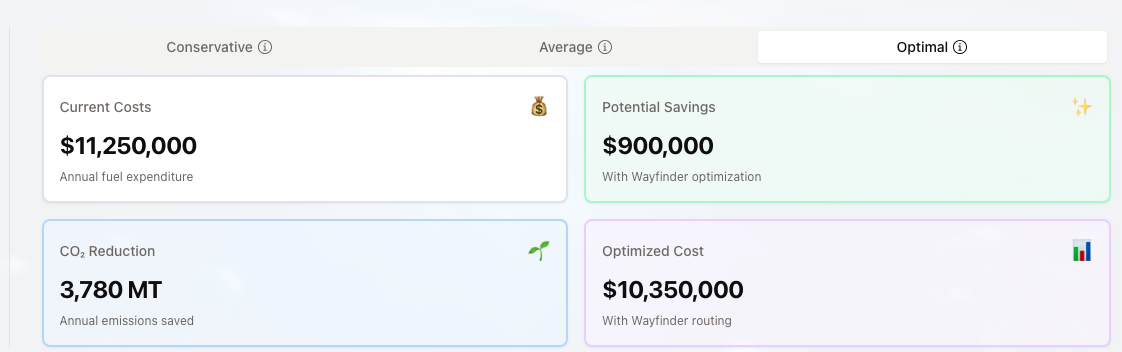 Conservative
Average
Optimal
Current Costs
$11,250,000
Annual fuel expenditure
Potential Savings
$900,000
With Wayfinder optimization
CO₂ Reduction
3,780 MT
Annual emissions saved
Optimized Cost
$10,350,000
With Wayfinder routing